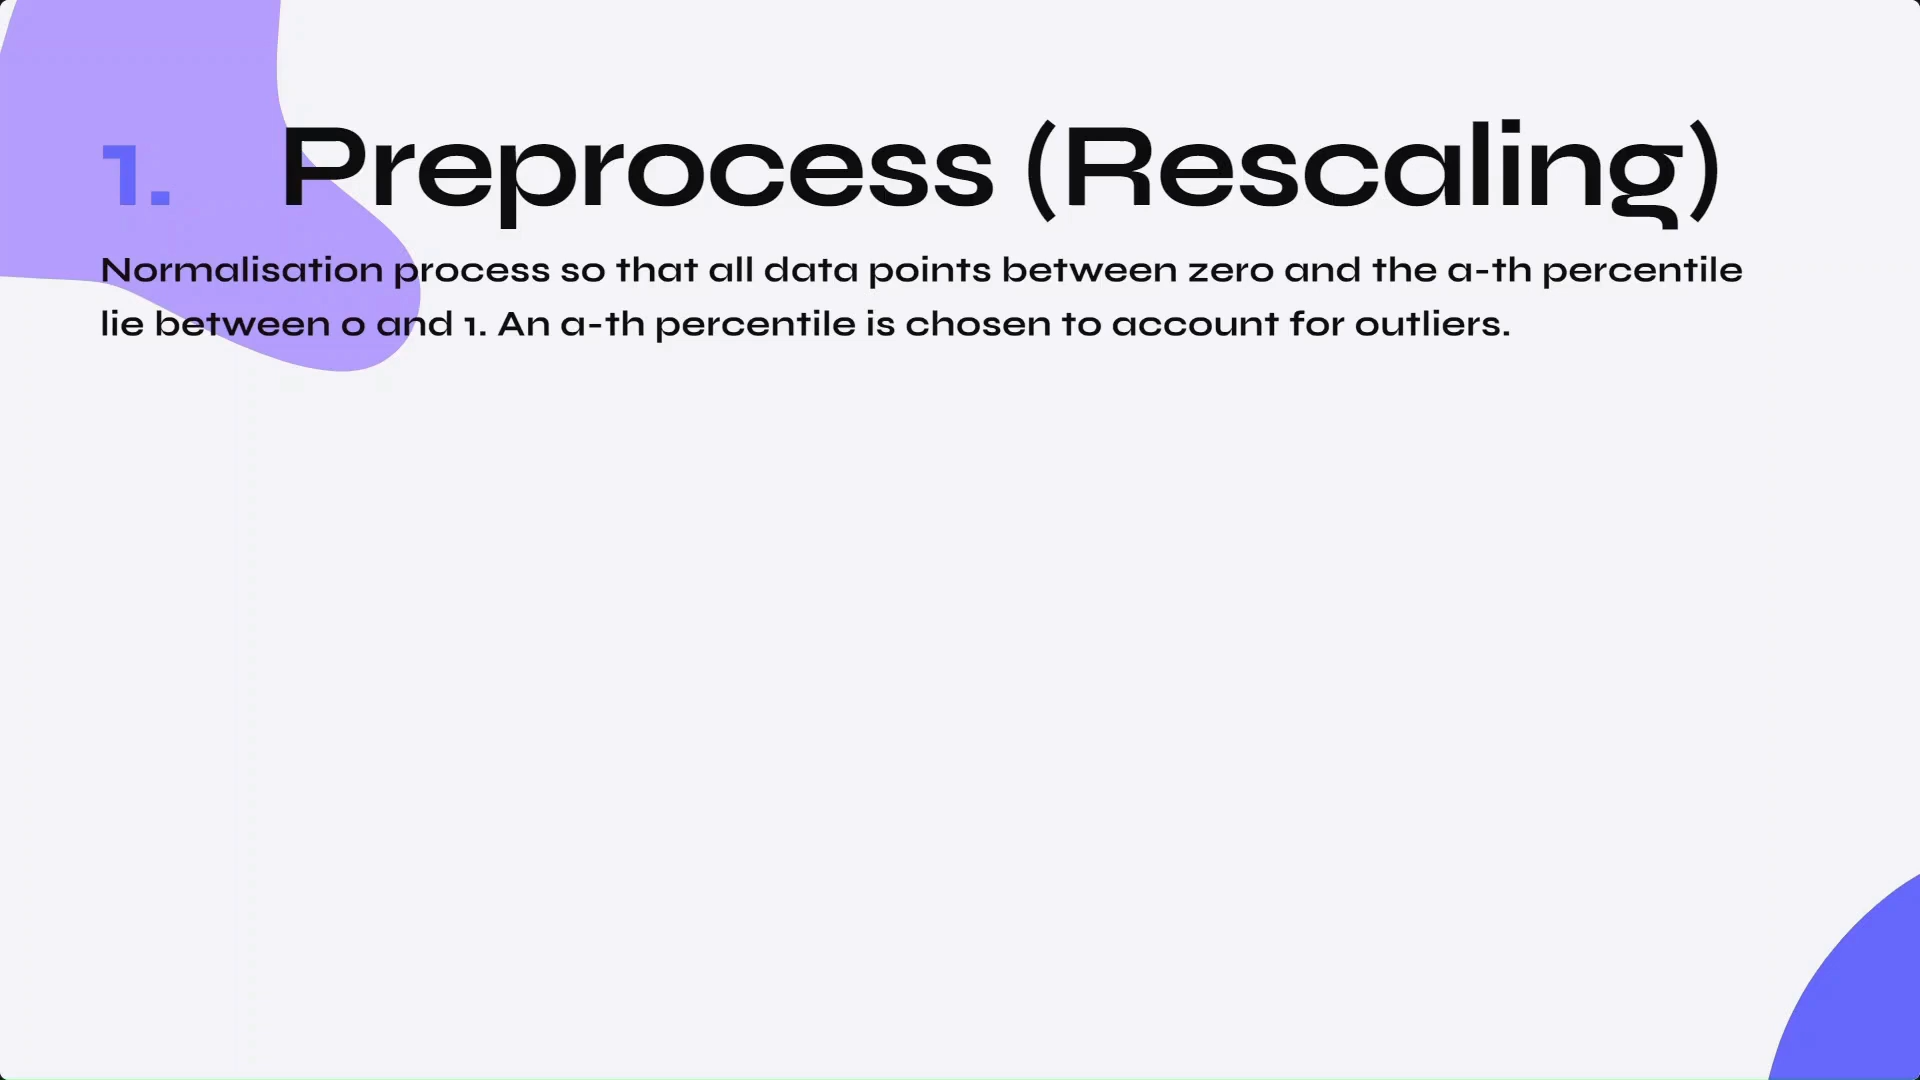 1. Preprocess (Rescaling)
Normalisation process so that all data points between zero and the a-th percentile
lie between 0 and 1. An a-th percentile is chosen to account for outliers.